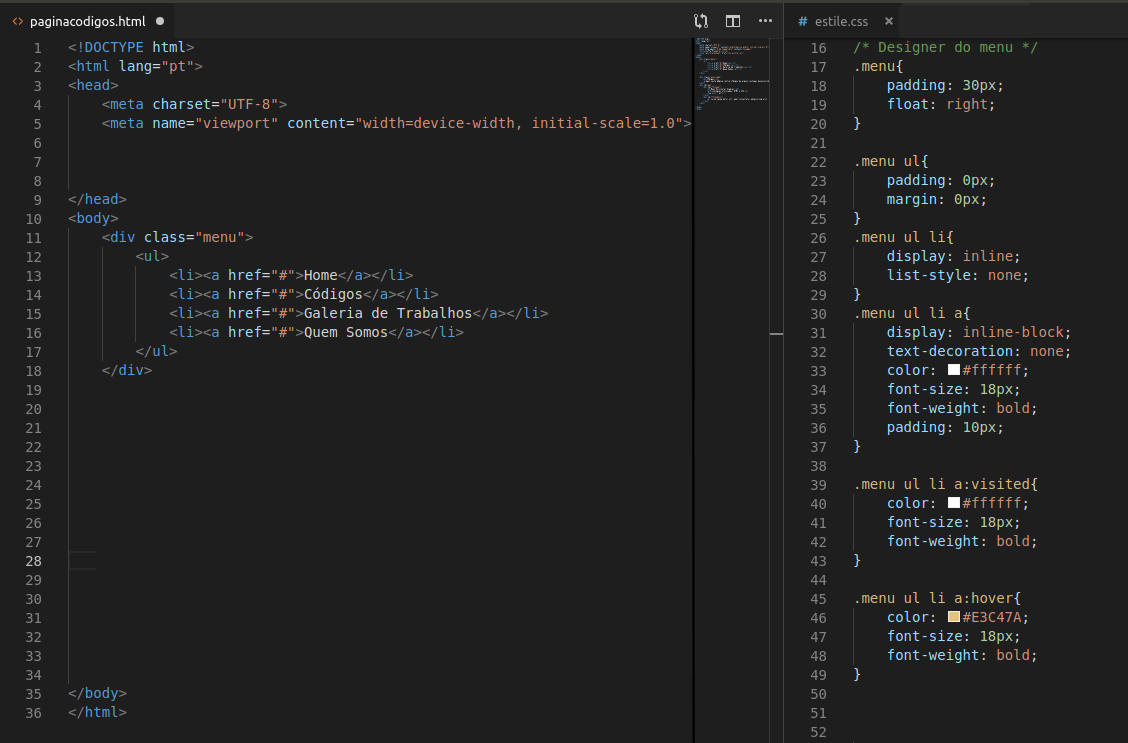 <> paginacodigos.html
1 <!DOCTYPE html>
2 <html lang="pt">
3 <head>
4 <meta charset="UTF-8">
5 <meta name="viewport" content="width=device-width, initial-scale=1.0">
6
7
8
9 </head>
10 <body>
11 <div class="menu">
12 <ul>
13 <li><a href="#">Home</a></li>
14 <li><a href="#">Códigos</a></li>
15 <li><a href="#">Galeria de Trabalhos</a></li>
16 <li><a href="#">Quem Somos</a></li>
17 </ul>
18 </div>
19
20
21
22
23
24
25
26
27
28
29
30
31
32
33
34
35 </body>
36 </html>
# estile.css ×
16 /* Designer do menu */
17 .menu{
18 padding: 30px;
19 float: right;
20 }
21
22 .menu ul{
23 padding: 0px;
24 margin: 0px;
25 }
26 .menu ul li{
27 display: inline;
28 list-style: none;
29 }
30 .menu ul li a{
31 display: inline-block;
32 text-decoration: none;
33 color: #ffffff;
34 font-size: 18px;
35 font-weight: bold;
36 padding: 10px;
37 }
38
39 .menu ul li a:visited{
40 color: #ffffff;
41 font-size: 18px;
42 font-weight: bold;
43 }
44
45 .menu ul li a:hover{
46 color: #E3C47A;
47 font-size: 18px;
48 font-weight: bold;
49 }
50
51
52